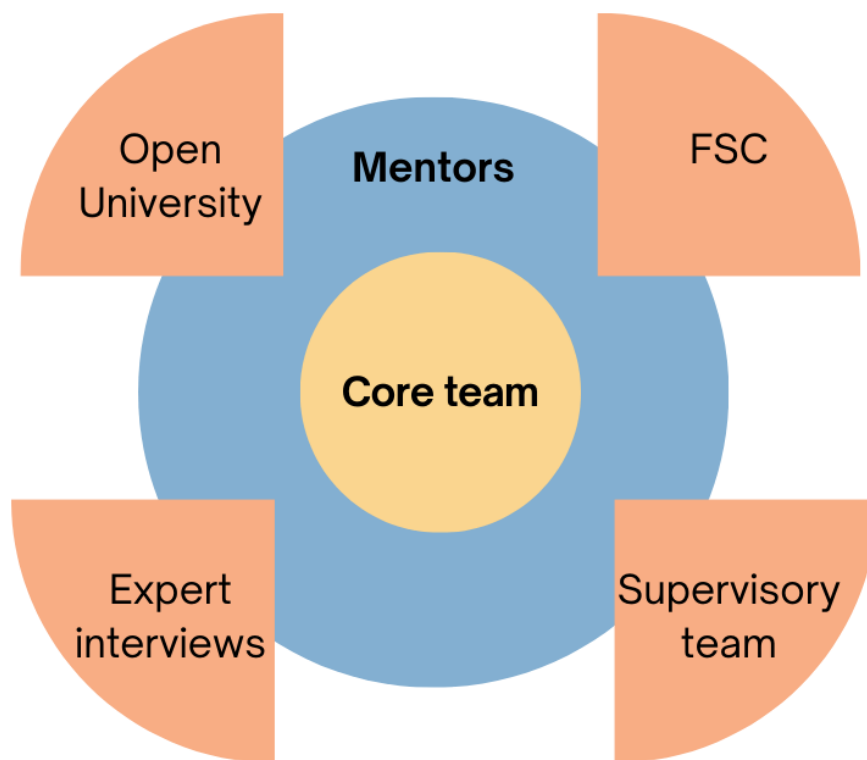 Open
University
Mentors
FSC
Core team
Expert
interviews
Supervisory
team